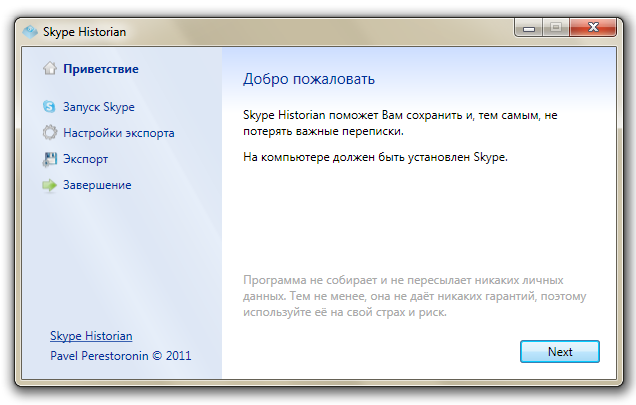 Skype Historian
Приветствие
Запуск Skype
Настройки экспорта
Экспорт
Завершение
Skype Historian
Pavel Perestoronin © 2011
Добро пожаловать
Skype Historian поможет Вам сохранить и, тем самым, не
потерять важные переписки.
На компьютере должен быть установлен Skype.
Программа не собирает и не пересылает никаких личных
данных. Тем не менее, она не даёт никаких гарантий, поэтому
используйте её на свой страх и риск.
Next